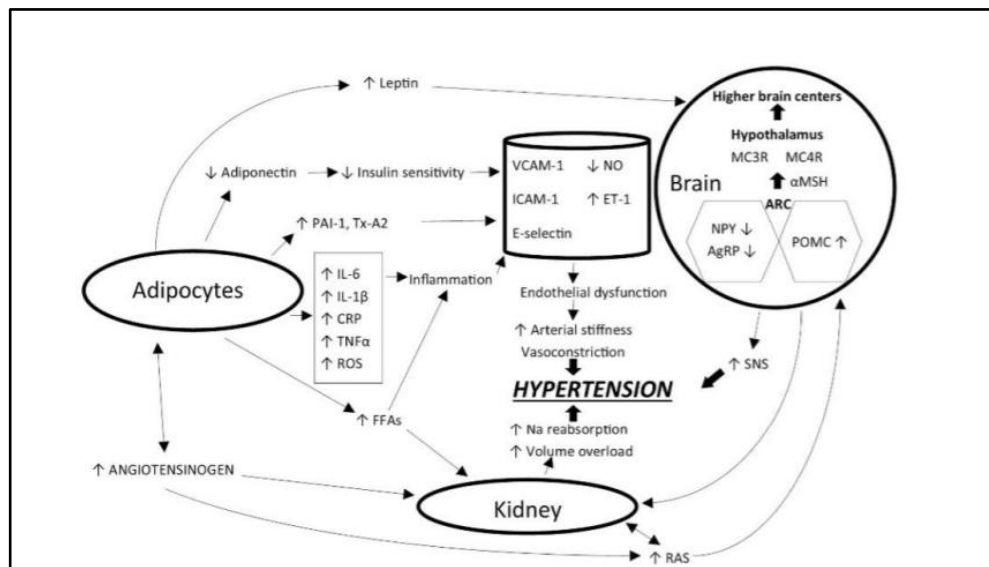 ↑ Leptin
Higher brain centers
Hypothalamus
MC3R MC4R
αMSH
Brain
ARC
NPY ↓
AgRP ↓
POMC ↑
↓ Adiponectin
↓ Insulin sensitivity
VCAM-1 ↓ NO
ICAM-1 ↑ ET-1
E-selectin
↑ PAI-1, Tx-A2
Adipocytes
↑ IL-6
↑ IL-1β
↑ CRP
↑ TNFα
↑ ROS
Inflammation
Endothelial dysfunction
↑ Arterial stiffness
Vasoconstriction
↑ SNS
HYPERTENSION
↑ FFAs
↑ Na reabsorption
↑ Volume overload
↑ ANGIOTENSINOGEN
Kidney
↑ RAS